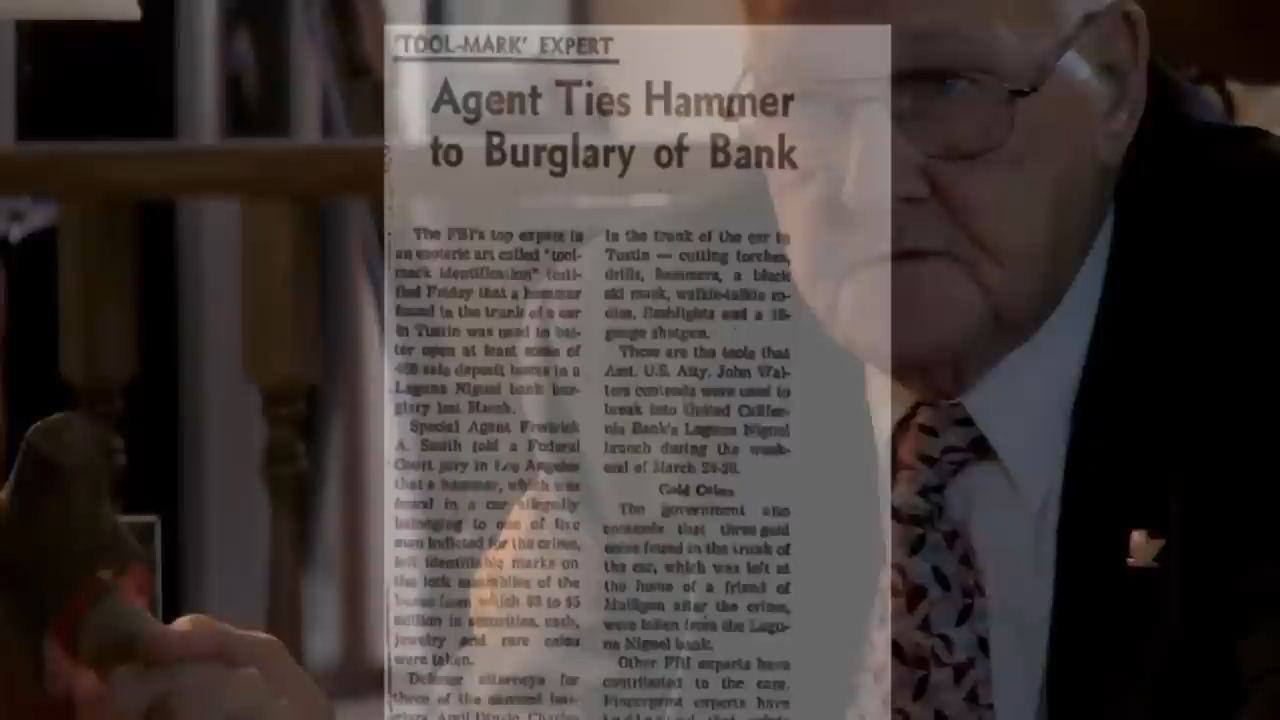 'TOOL-MARK' EXPERT
Agent Ties Hammer
to Burglary of Bank
The FBI's top expert in
an esoteric art called "tool-
mark identification" testi-
fied Friday that a hammer
found in the trunk of a car
in Tustin was used to bat-
ter open at least some of
458 safe deposit boxes in a
Laguna Niguel bank bur-
glary last March.
Special Agent
A. Smith told a Federal
Court jury in Los Angeles
that a hammer, which was
found in a car allegedly
belonging to one of five
men indicted for the crime,
left identifiable marks on
the lock assemblies of the
boxes from which $3 to $5
million in securities, cash,
jewelry and rare coins
were taken.
Defense attorneys for
three of the accused
Charles
in the trunk of the car in
Tustin — cutting torches,
drills, hammers, a black
ski mask, walkie-talkie ra-
dios, flashlights and a
gauge shotgun.
These are the tools that
Asst. U.S. Atty. John Wal-
ters contends were used to
break into United Califor-
nia Bank's Laguna Niguel
branch during the week-
end of March
Gold Coins
The government also
contends that three gold
coins found in the trunk of
the car, which was left at
the home of a friend of
Mulligan after the crime,
were taken from the Lagu-
na Niguel bank.
Other FBI experts have
contributed to the case.
Fingerprint experts have
that